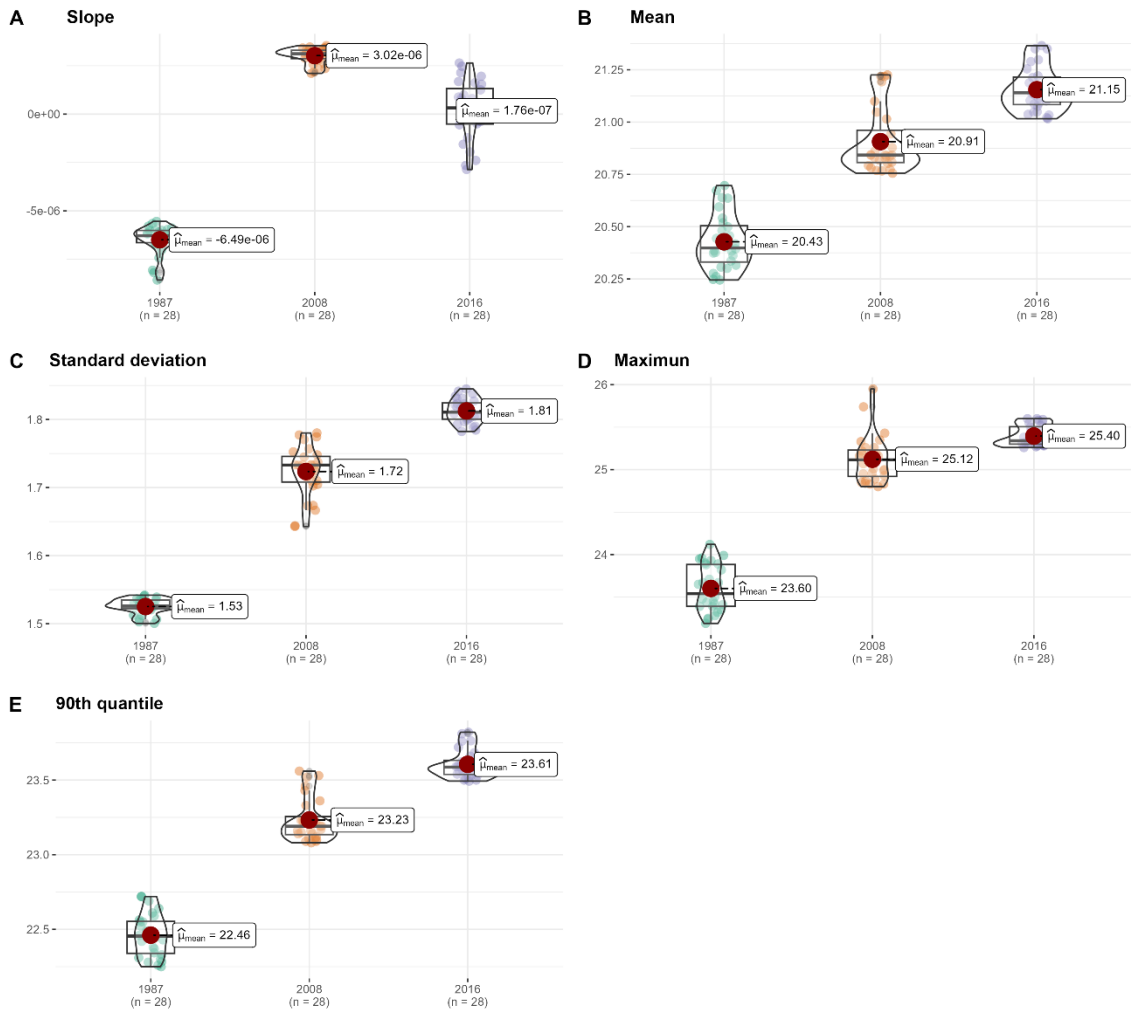 A Slope
0e+00
-5e-06
μ̂mean = -6.49e-06
μ̂mean = 3.02e-06
μ̂mean = 1.76e-07
1987
(n = 28)
2008
(n = 28)
2016
(n = 28)
B Mean
21.25
21.00
20.75
20.50
20.25
μ̂mean = 20.43
μ̂mean = 20.91
μ̂mean = 21.15
1987
(n = 28)
2008
(n = 28)
2016
(n = 28)
C Standard deviation
1.8
1.7
1.6
1.5
μ̂mean = 1.53
μ̂mean = 1.72
μ̂mean = 1.81
1987
(n = 28)
2008
(n = 28)
2016
(n = 28)
D Maximun
26
25
24
μ̂mean = 23.60
μ̂mean = 25.12
μ̂mean = 25.40
1987
(n = 28)
2008
(n = 28)
2016
(n = 28)
E 90th quantile
23.5
23.0
22.5
μ̂mean = 22.46
μ̂mean = 23.23
μ̂mean = 23.61
1987
(n = 28)
2008
(n = 28)
2016
(n = 28)